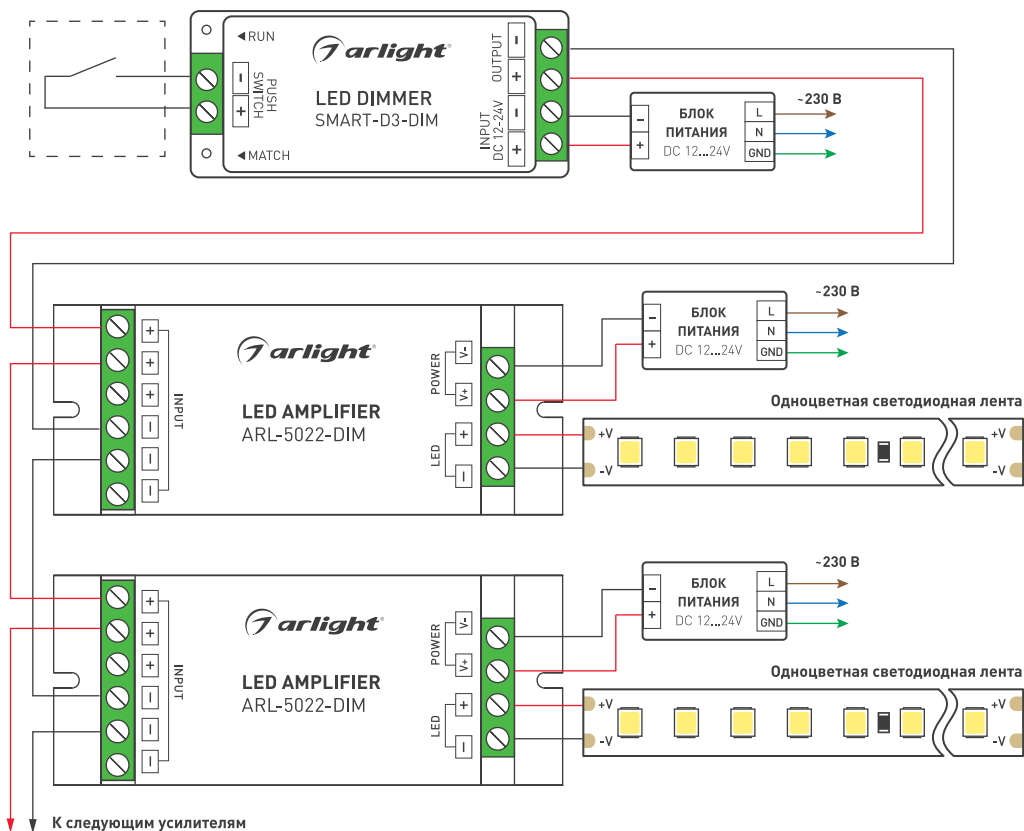 RUN
arlight
LED DIMMER
SMART-D3-DIM
MATCH
PUSH
SWITCH
-
+
OUTPUT
-
+
INPUT
DC 12-24V
-
+
БЛОК
ПИТАНИЯ
DC 12...24V
-
+
L
N
GND
~230 В
arlight
LED AMPLIFIER
ARL-5022-DIM
INPUT
+
+
+
-
-
-
POWER
V-
V+
LED
+
-
БЛОК
ПИТАНИЯ
DC 12...24V
-
+
L
N
GND
~230 В
Одноцветная светодиодная лента
+V
-V
+V
-V
arlight
LED AMPLIFIER
ARL-5022-DIM
INPUT
+
+
+
-
-
-
POWER
V-
V+
LED
+
-
БЛОК
ПИТАНИЯ
DC 12...24V
-
+
L
N
GND
~230 В
Одноцветная светодиодная лента
+V
-V
+V
-V
К следующим усилителям